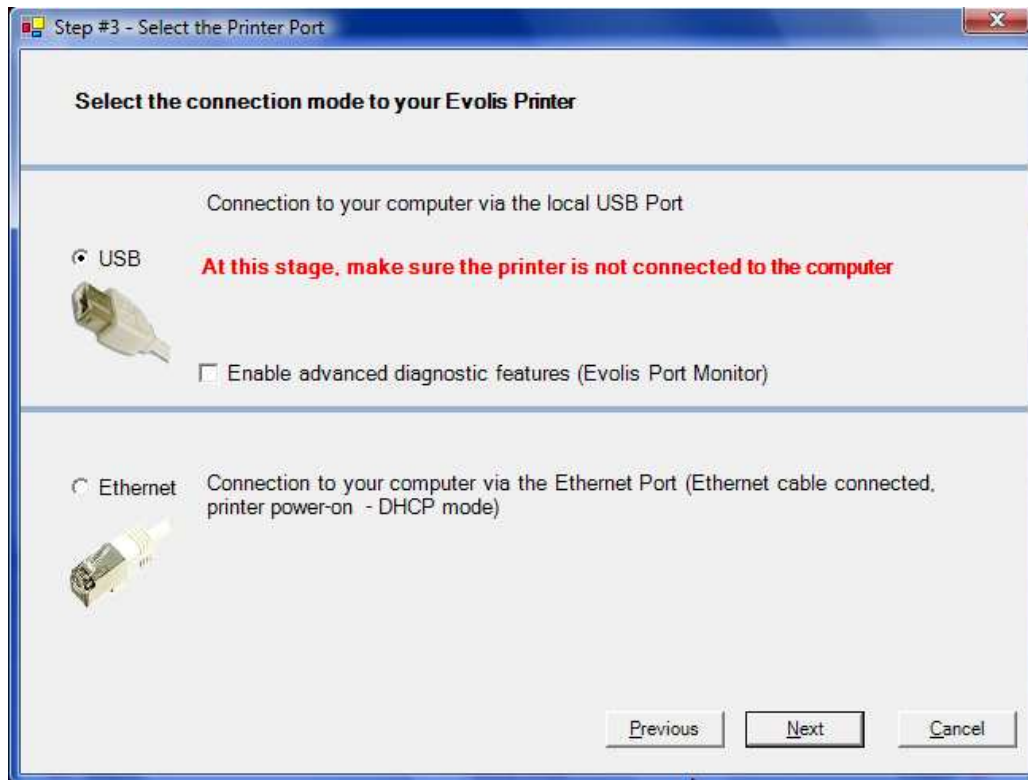 Step #3 - Select the Printer Port
Select the connection mode to your Evolis Printer
Connection to your computer via the local USB Port
USB
At this stage, make sure the printer is not connected to the computer
Enable advanced diagnostic features (Evolis Port Monitor)
Ethernet
Connection to your computer via the Ethernet Port (Ethernet cable connected,
printer power-on - DHCP mode)
Previous
Next
Cancel